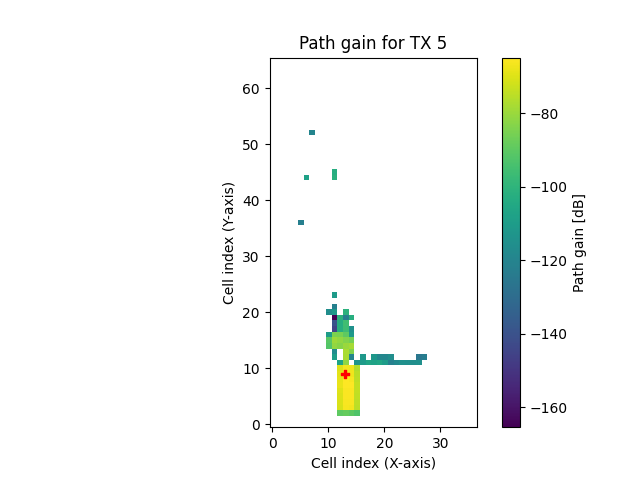 Path gain for TX 5
60
50
40
30
20
10
0
0 10 20 30
Cell index (Y-axis)
Cell index (X-axis)
−80
−100
−120
−140
−160
Path gain [dB]